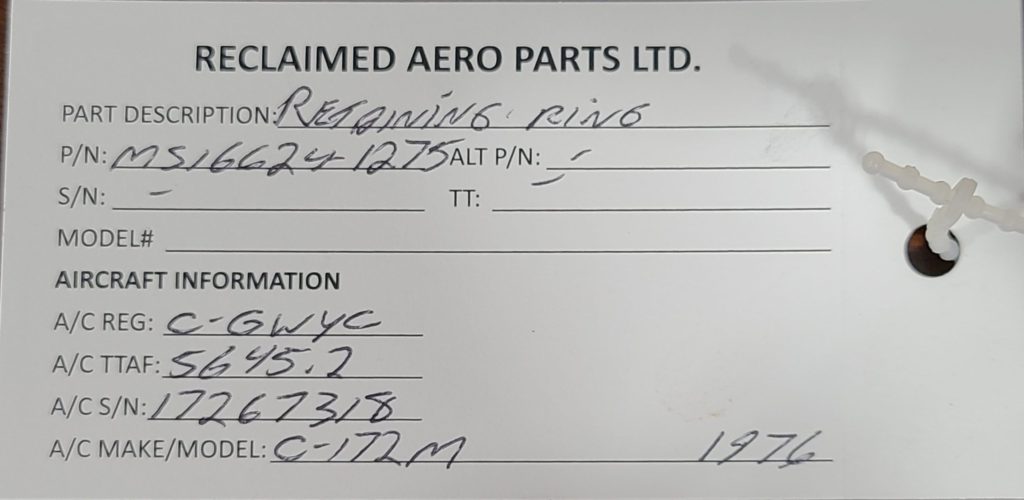 RECLAIMED AERO PARTS LTD.
PART DESCRIPTION: RETAINING RING
P/N: MS16624-1275 ALT P/N: -
S/N: - TT: -
MODEL#
AIRCRAFT INFORMATION
A/C REG: C-GWYC
A/C TTAF: 5645.2
A/C S/N: 17267318
A/C MAKE/MODEL: C-172M 1976